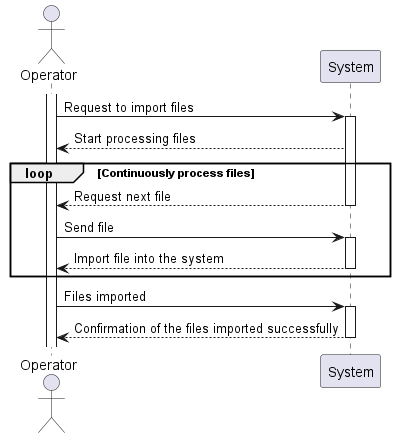 Operator
System
Request to import files
Start processing files
loop [Continuously process files]
Request next file
Send file
Import file into the system
Files imported
Confirmation of the files imported successfully
Operator
System